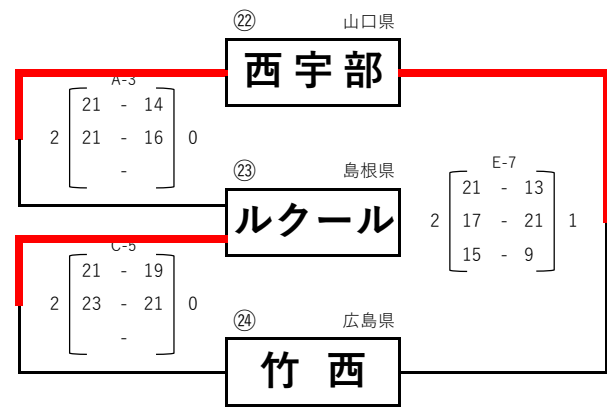 ㉒ 山口県
西宇部
A-3
21 - 14
2 21 - 16 0
-
㉓ 島根県
ルクール
E-7
21 - 13
2 17 - 21 1
15 - 9
C-5
21 - 19
2 23 - 21 0
-
㉔ 広島県
竹西